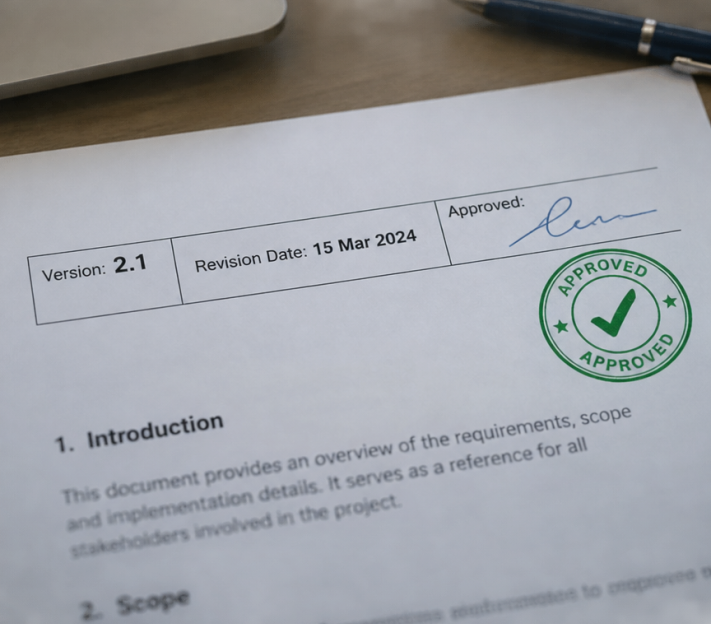 Version: 2.1
Revision Date: 15 Mar 2024
Approved:
APPROVED
APPROVED
1. Introduction
This document provides an overview of the requirements, scope
and implementation details. It serves as a reference for all
stakeholders involved in the project.
2. Scope
to